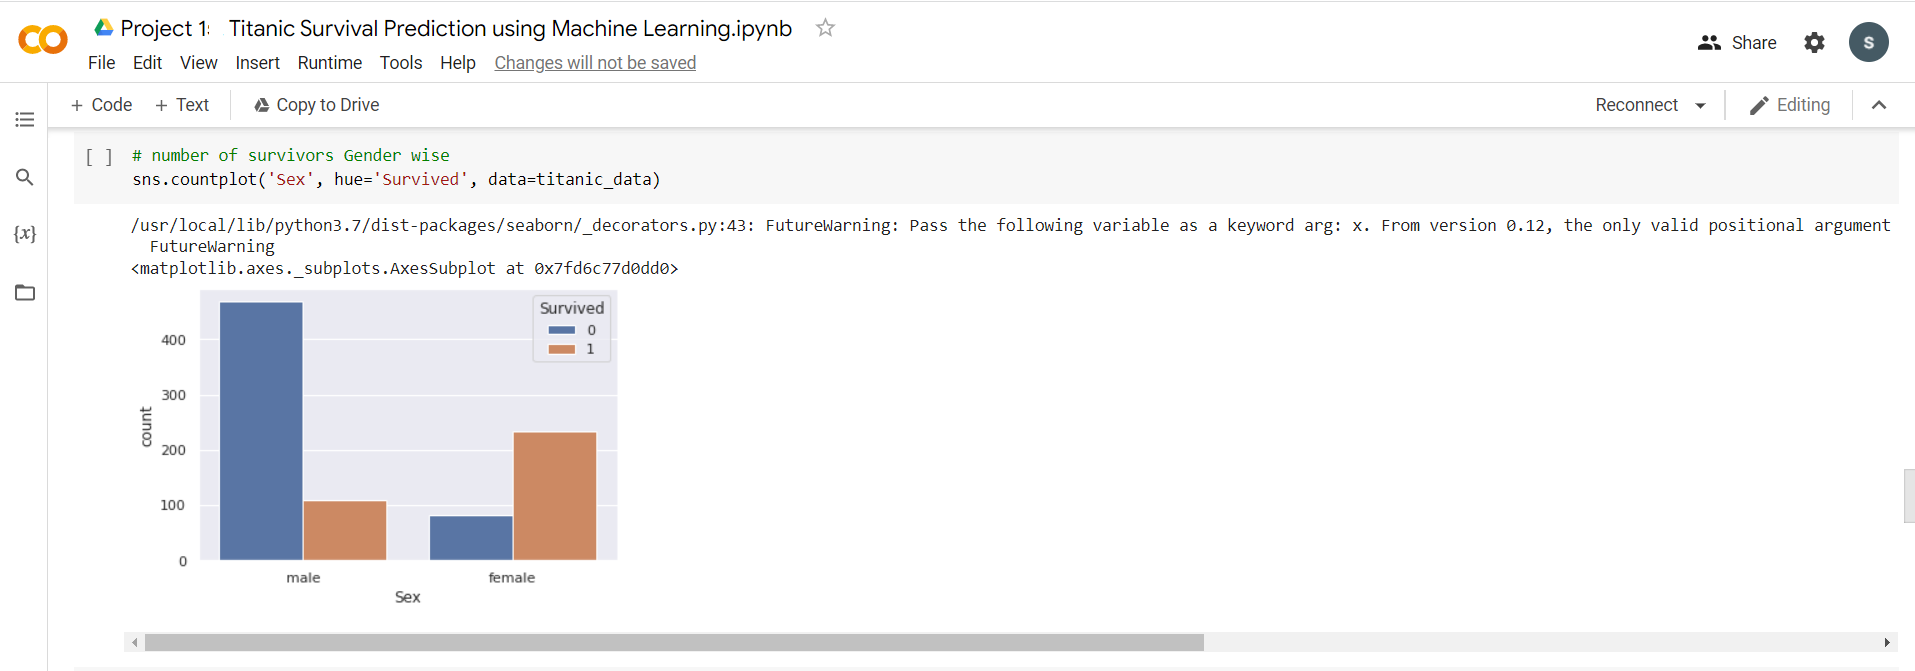 Project 1: Titanic Survival Prediction using Machine Learning.ipynb
File Edit View Insert Runtime Tools Help Changes will not be saved
Share
S
+ Code + Text Copy to Drive
Reconnect Editing
{x}
[ ] # number of survivors Gender wise
sns.countplot('Sex', hue='Survived', data=titanic_data)
/usr/local/lib/python3.7/dist-packages/seaborn/_decorators.py:43: FutureWarning: Pass the following variable as a keyword arg: x. From version 0.12, the only valid positional argument
FutureWarning
<matplotlib.axes._subplots.AxesSubplot at 0x7fd6c77d0dd0>
Survived
0
1
400
300
200
100
0
count
male female
Sex